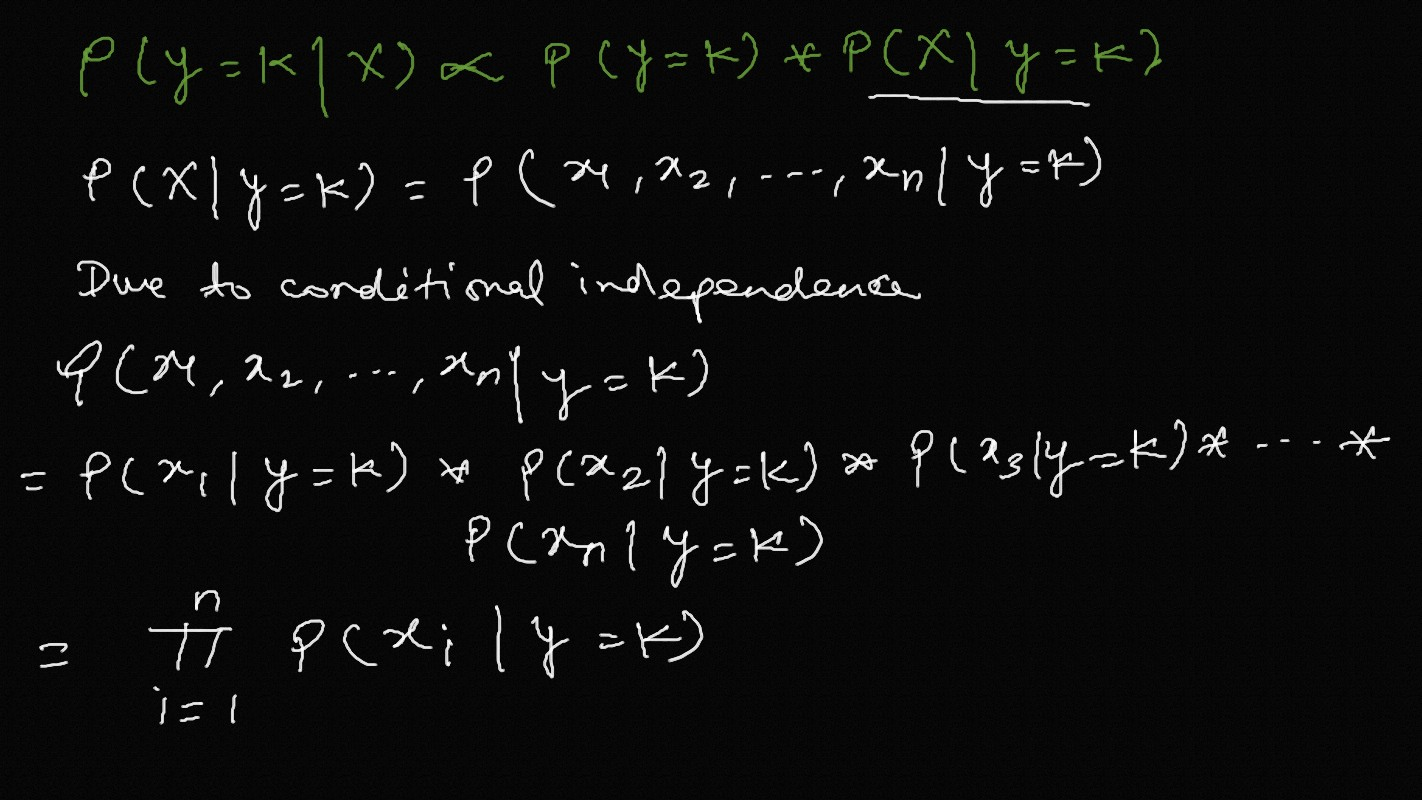 P(y=k|X) ∝ P(y=k) * P(X|y=k)
P(X|y=k) = P(x1, x2, ---, xn|y=k)
Due to conditional independence
P(x1, x2, ..., xn|y=k)
= P(x1|y=k) * P(x2|y=k) * P(x3|y=k) * ---- *
P(xn|y=k)
n
= π P(xi|y=k)
i=1